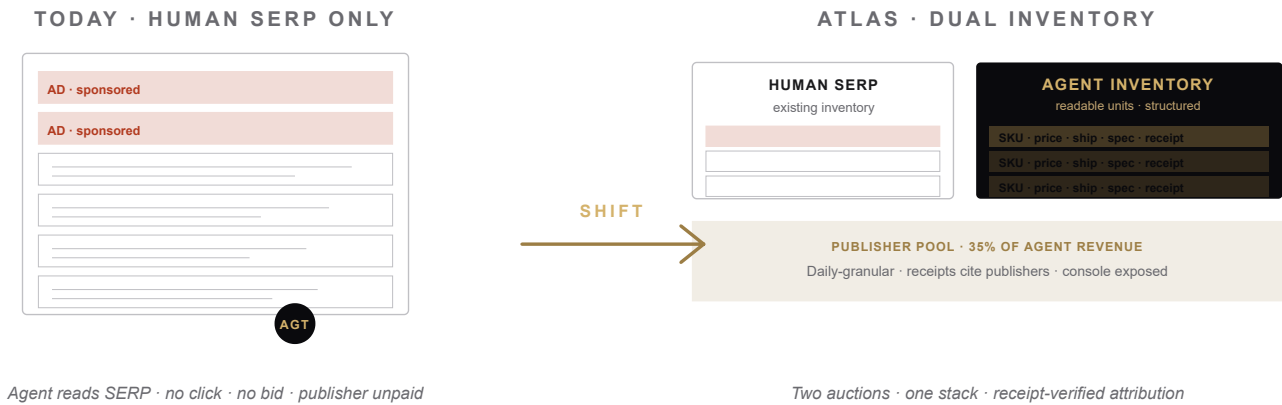 TODAY · HUMAN SERP ONLY
AD · sponsored
AD · sponsored
AGT
Agent reads SERP · no click · no bid · publisher unpaid
SHIFT
ATLAS · DUAL INVENTORY
HUMAN SERP
existing inventory
AGENT INVENTORY
readable units · structured
SKU · price · ship · spec · receipt
SKU · price · ship · spec · receipt
SKU · price · ship · spec · receipt
PUBLISHER POOL · 35% OF AGENT REVENUE
Daily-granular · receipts cite publishers · console exposed
Two auctions · one stack · receipt-verified attribution